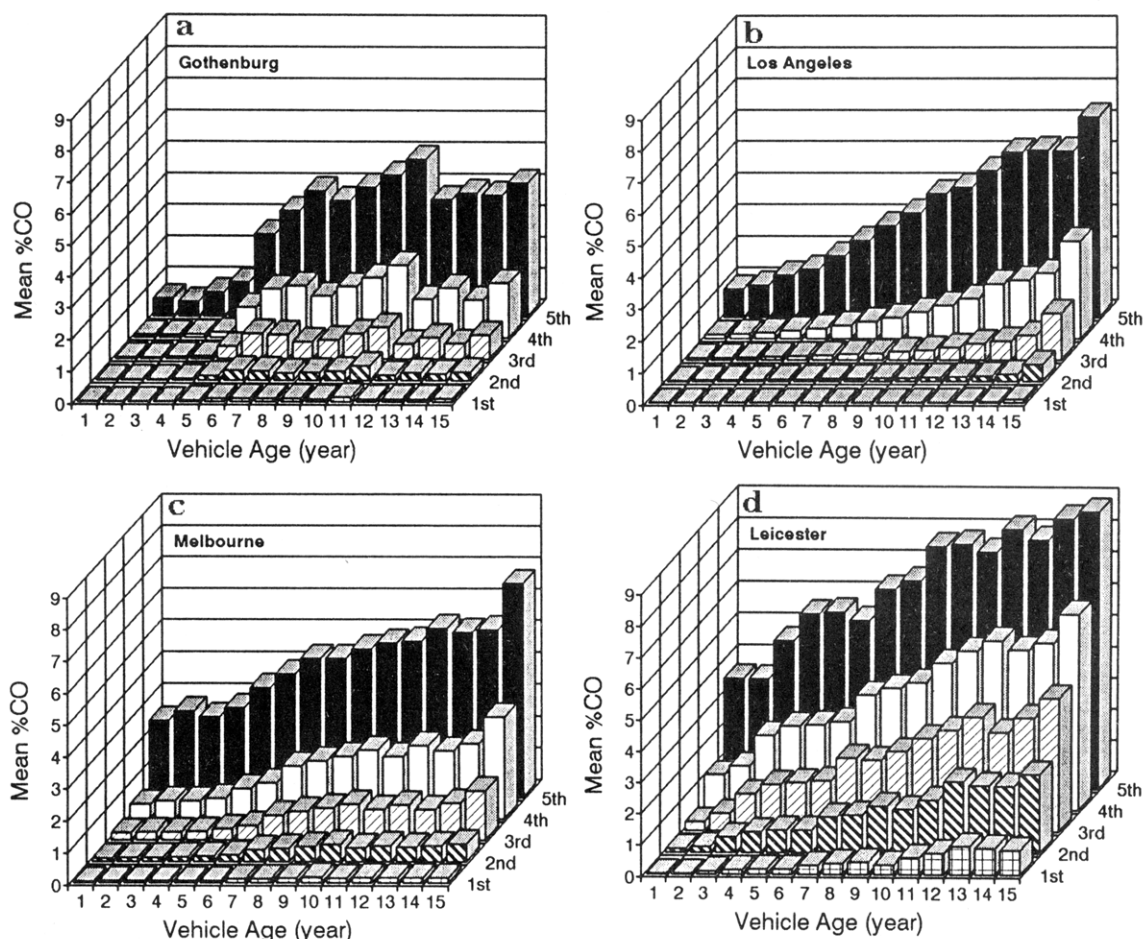 a
Gothenburg
9
8
7
6
5
4
3
2
1
0
Mean %CO
1 2 3 4 5 6 7 8 9 10 11 12 13 14 15
Vehicle Age (year)
5th
4th
3rd
2nd
1st
b
Los Angeles
9
8
7
6
5
4
3
2
1
0
Mean %CO
1 2 3 4 5 6 7 8 9 10 11 12 13 14 15
Vehicle Age (year)
5th
4th
3rd
2nd
1st
c
Melbourne
9
8
7
6
5
4
3
2
1
0
Mean %CO
1 2 3 4 5 6 7 8 9 10 11 12 13 14 15
Vehicle Age (year)
5th
4th
3rd
2nd
1st
d
Leicester
9
8
7
6
5
4
3
2
1
0
Mean %CO
1 2 3 4 5 6 7 8 9 10 11 12 13 14 15
Vehicle Age (year)
5th
4th
3rd
2nd
1st